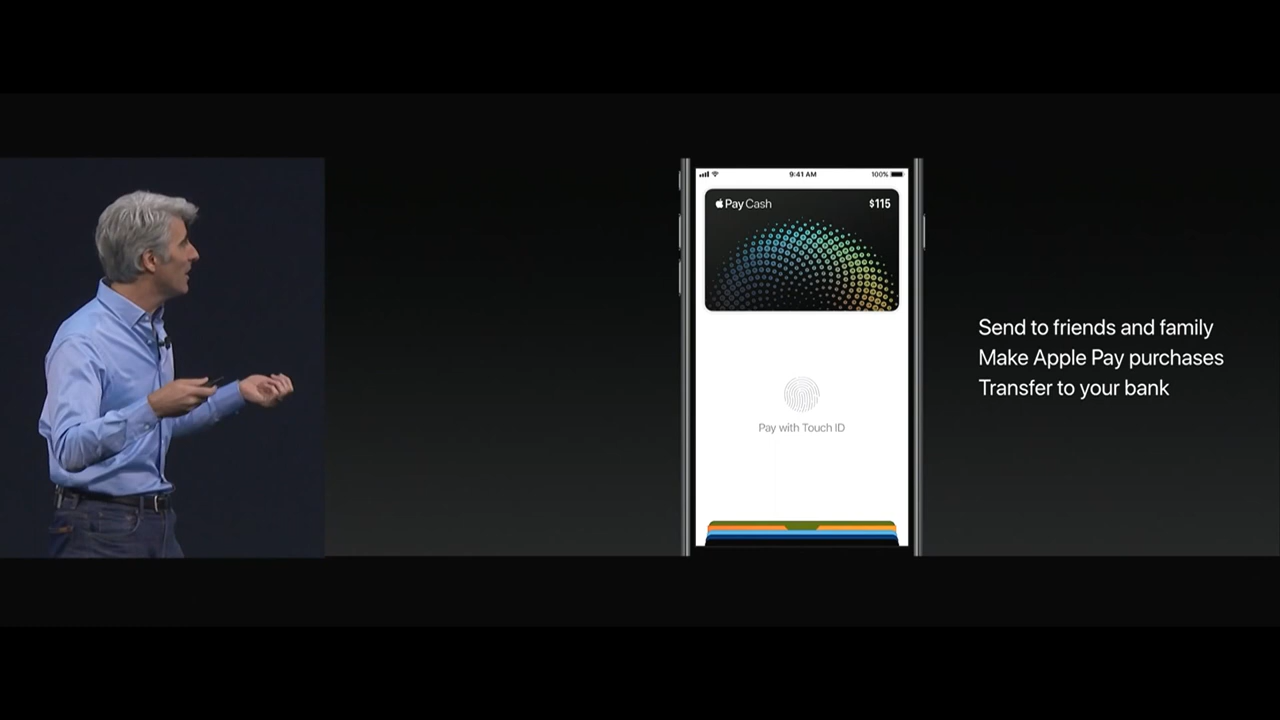 9:41 AM
100%
Pay Cash
$115
Pay with Touch ID
Send to friends and family
Make Apple Pay purchases
Transfer to your bank